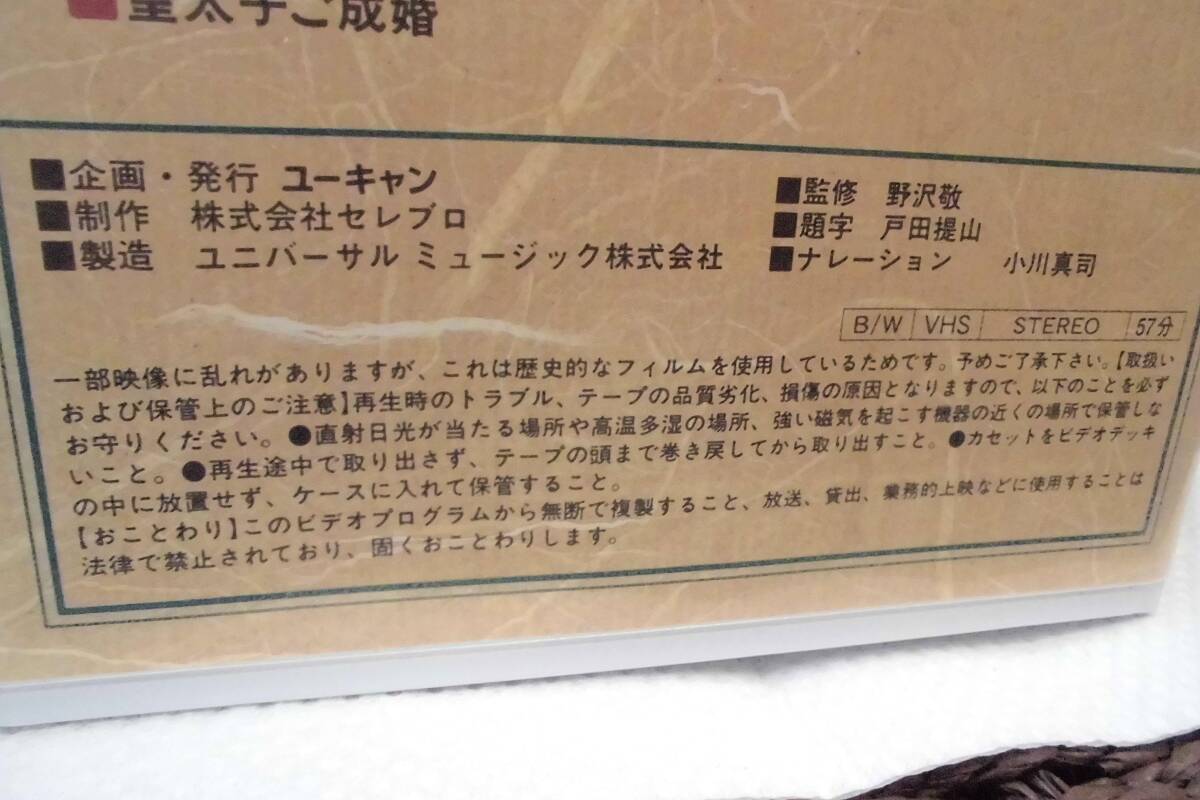 ■皇太子ご成婚
■企画・発行 ユーキャン
■制作 株式会社セレブロ
■製造 ユニバーサル ミュージック株式会社
■監修 野沢敬
■題字 戸田提山
■ナレーション 小川真司
B/W VHS STEREO 57分
一部映像に乱れがありますが、これは歴史的なフィルムを使用しているためです。予めご了承下さい。【取扱い
および保管上のご注意】再生時のトラブル、テープの品質劣化、損傷の原因となりますので、以下のことを必ず
お守りください。●直射日光が当たる場所や高温多湿の場所、強い磁気を起こす機器の近くの場所で保管しな
いこと。●再生途中で取り出さず、テープの頭まで巻き戻してから取り出すこと。●カセットをビデオデッキ
の中に放置せず、ケースに入れて保管すること。
【おことわり】このビデオプログラムから無断で複製すること、放送、貸出、業務的上映などに使用することは
法律で禁止されており、固くおことわりします。